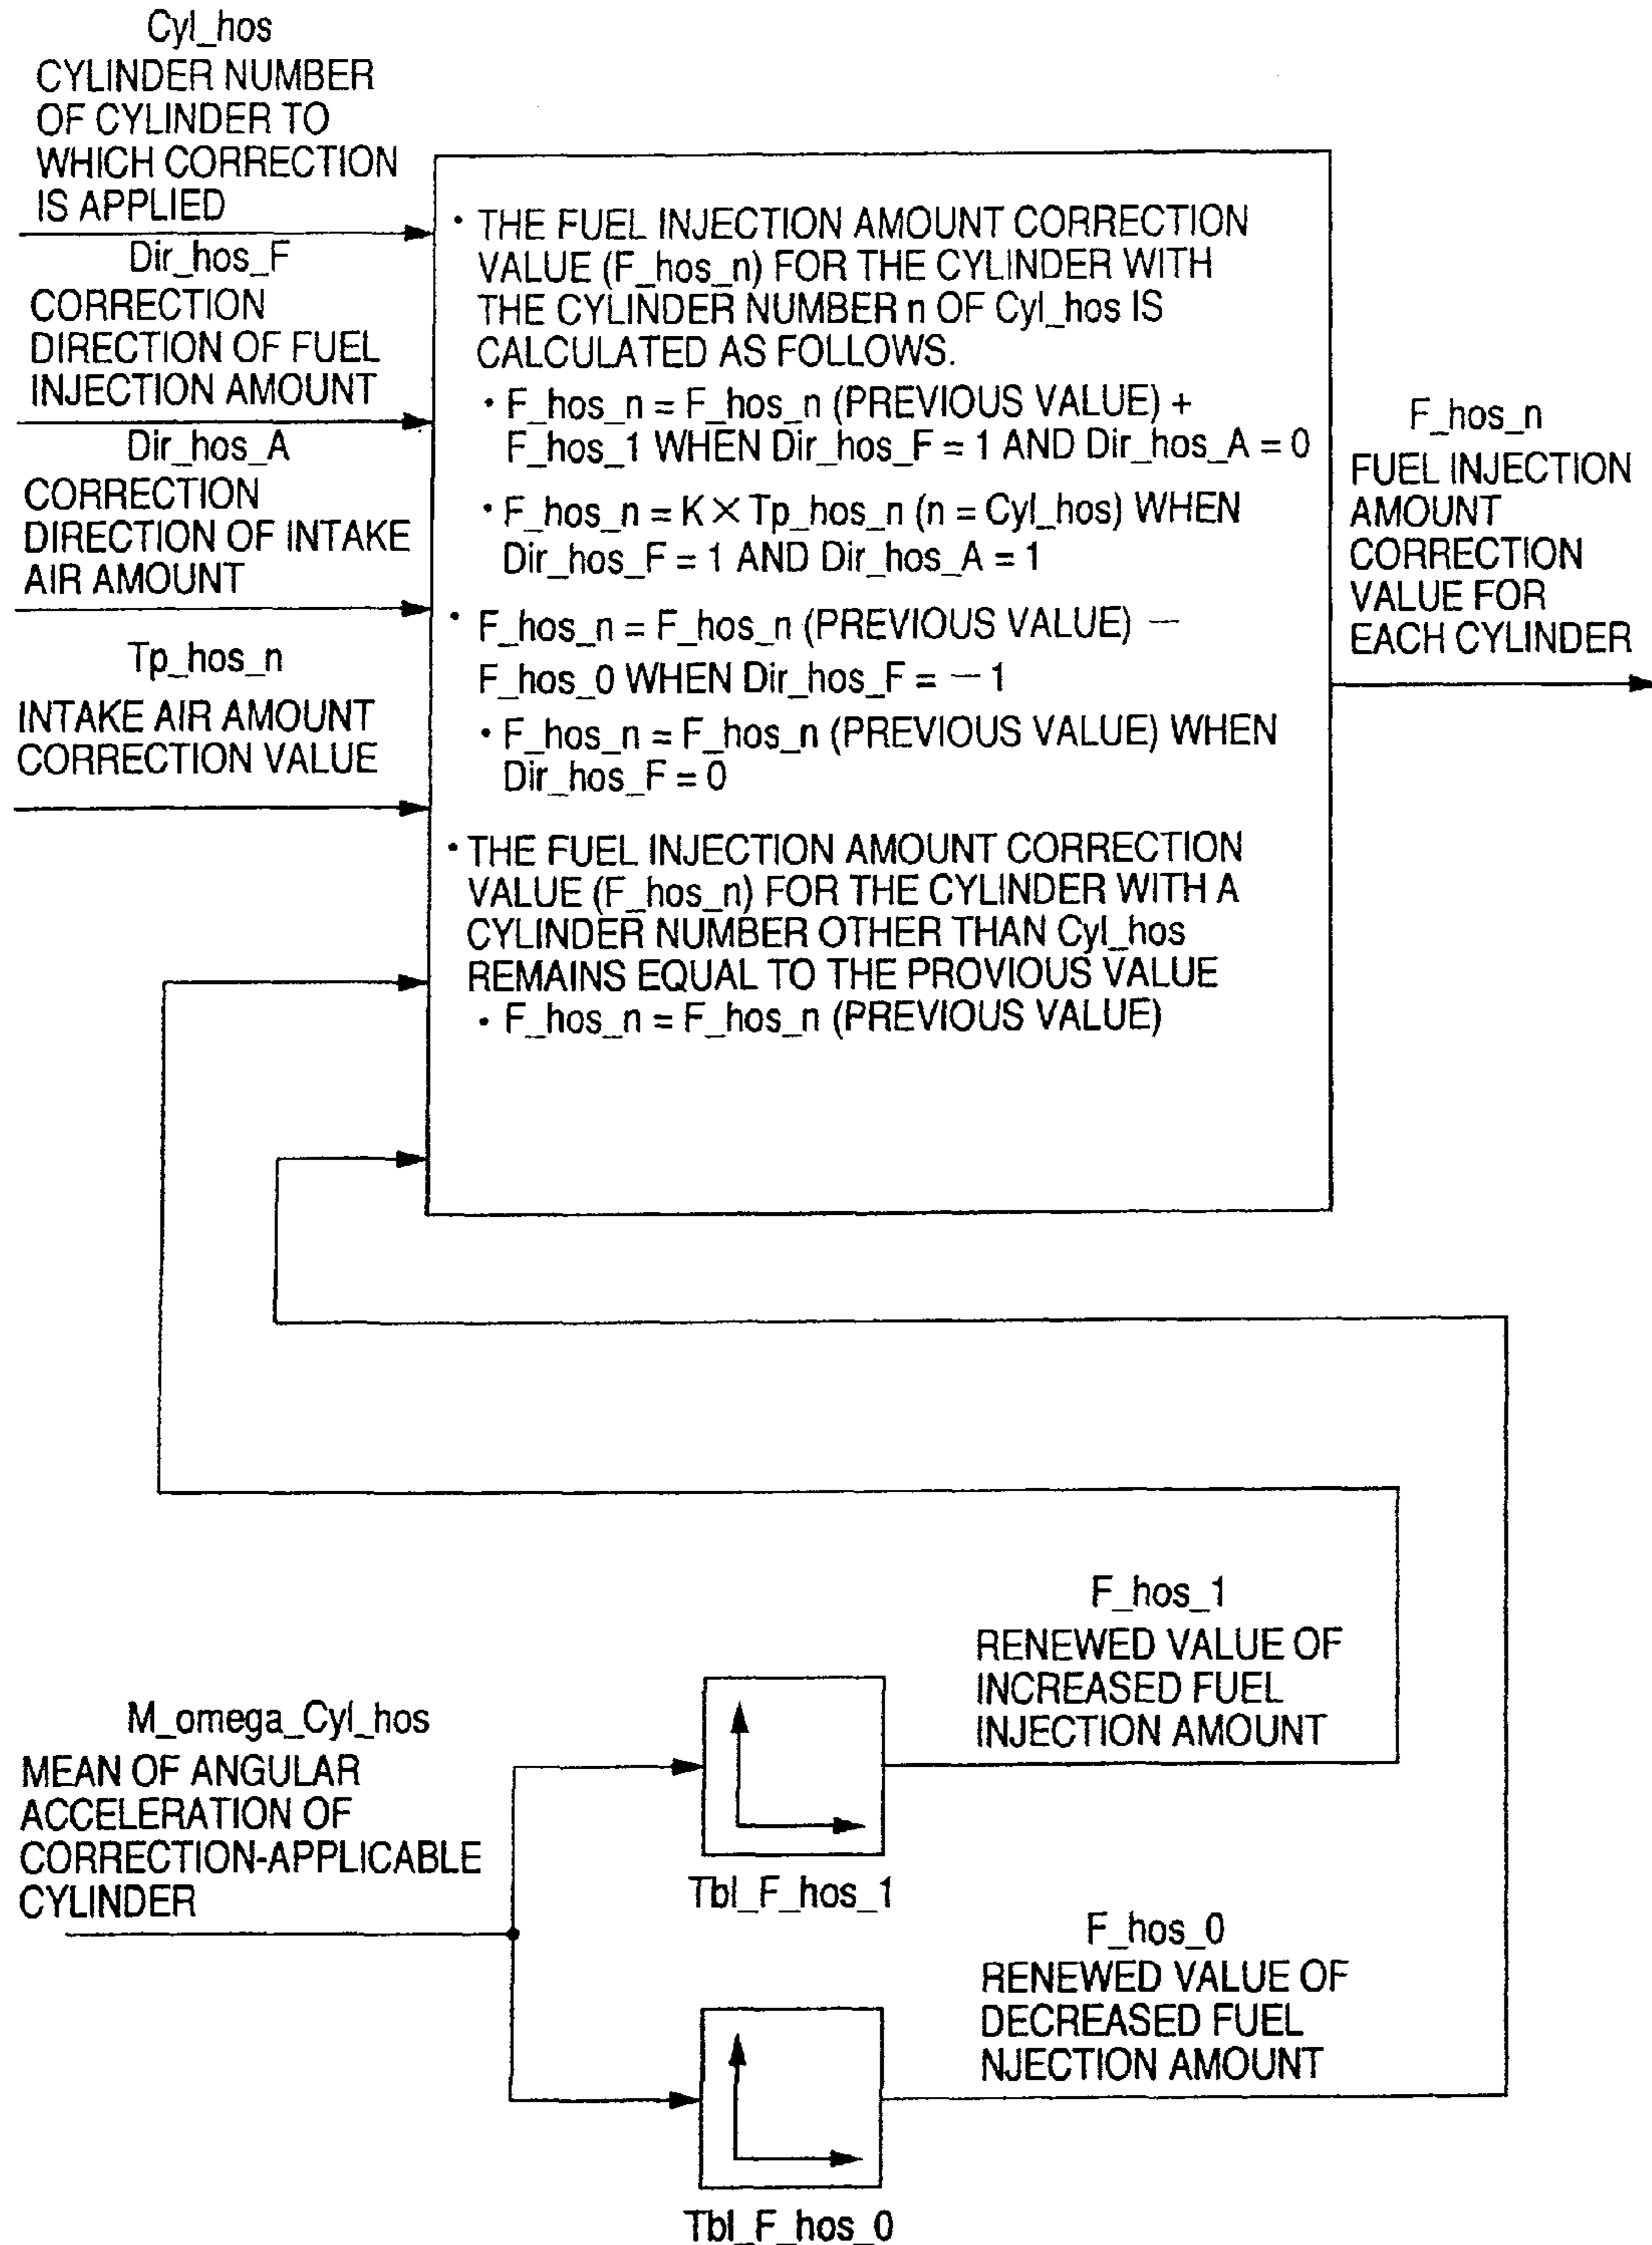 Cyl_hos
CYLINDER NUMBER
OF CYLINDER TO
WHICH CORRECTION
IS APPLIED
Dir_hos_F
CORRECTION
DIRECTION OF FUEL
INJECTION AMOUNT
Dir_hos_A
CORRECTION
DIRECTION OF INTAKE
AIR AMOUNT
Tp_hos_n
INTAKE AIR AMOUNT
CORRECTION VALUE
• THE FUEL INJECTION AMOUNT CORRECTION
VALUE (F_hos_n) FOR THE CYLINDER WITH
THE CYLINDER NUMBER n OF Cyl_hos IS
CALCULATED AS FOLLOWS.
• F_hos_n = F_hos_n (PREVIOUS VALUE) +
F_hos_1 WHEN Dir_hos_F = 1 AND Dir_hos_A = 0
• F_hos_n = K × Tp_hos_n (n = Cyl_hos) WHEN
Dir_hos_F = 1 AND Dir_hos_A = 1
• F_hos_n = F_hos_n (PREVIOUS VALUE) —
F_hos_0 WHEN Dir_hos_F = — 1
• F_hos_n = F_hos_n (PREVIOUS VALUE) WHEN
Dir_hos_F = 0
• THE FUEL INJECTION AMOUNT CORRECTION
VALUE (F_hos_n) FOR THE CYLINDER WITH A
CYLINDER NUMBER OTHER THAN Cyl_hos
REMAINS EQUAL TO THE PROVIOUS VALUE
• F_hos_n = F_hos_n (PREVIOUS VALUE)
F_hos_n
FUEL INJECTION
AMOUNT
CORRECTION
VALUE FOR
EACH CYLINDER
M_omega_Cyl_hos
MEAN OF ANGULAR
ACCELERATION OF
CORRECTION-APPLICABLE
CYLINDER
F_hos_1
RENEWED VALUE OF
INCREASED FUEL
INJECTION AMOUNT
Tbl_F_hos_1
F_hos_0
RENEWED VALUE OF
DECREASED FUEL
NJECTION AMOUNT
Tbl_F_hos_0